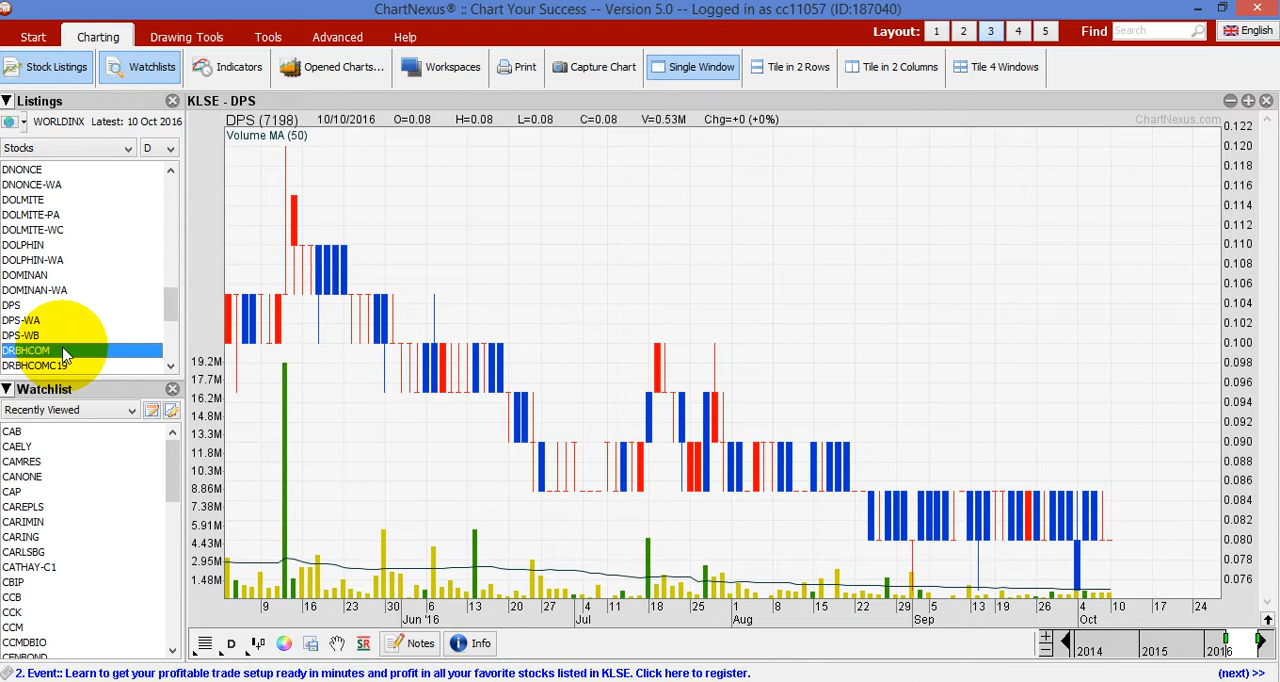 ChartNexus® :: Chart Your Success -- Version 5.0 -- Logged in as cc11057 (ID:187040)
Start Charting Drawing Tools Tools Advanced Help Layout: 1 2 3 4 5 Find Search English
Stock Listings Watchlists Indicators Opened Charts... Workspaces Print Capture Chart Single Window Tile in 2 Rows Tile in 2 Columns Tile 4 Windows
Listings
WORLDINX Latest: 10 Oct 2016
Stocks D
DNONCE
DNONCE-WA
DOLMITE
DOLMITE-PA
DOLMITE-WC
DOLPHIN
DOLPHIN-WA
DOMINAN
DOMINAN-WA
DPS
DPS-WA
DPS-WB
DRBHCOM
DRBHCOMC19
Watchlist
Recently Viewed
CAB
CAELY
CAMRES
CANONE
CAP
CAREPLS
CARIMIN
CARING
CARLSBG
CATHAY-C1
CBIP
CCB
CCK
CCM
CCMDBIO
CENBOND
KLSE - DPS
DPS (7198) 10/10/2016 O=0.08 H=0.08 L=0.08 C=0.08 V=0.53M Chg=+0 (+0%)
ChartNexus.com
Volume MA (50)
0.122
0.120
0.118
0.116
0.114
0.112
0.110
0.108
0.106
0.104
0.102
0.100
0.098
0.096
0.094
0.092
0.090
0.088
0.086
0.084
0.082
0.080
0.078
0.076
19.2M
17.7M
16.2M
14.8M
13.3M
11.8M
10.3M
8.86M
7.38M
5.91M
4.43M
2.95M
1.48M
9 16 23 30 6 13 20 27 4 11 18 25 1 8 15 22 29 5 13 19 26 4 10 17 24
Jun '16 Jul Aug Sep Oct
D SR Notes Info 2014 2015 2016
2. Event:: Learn to get your profitable trade setup ready in minutes and profit in all your favorite stocks listed in KLSE. Click here to register. (next) >>